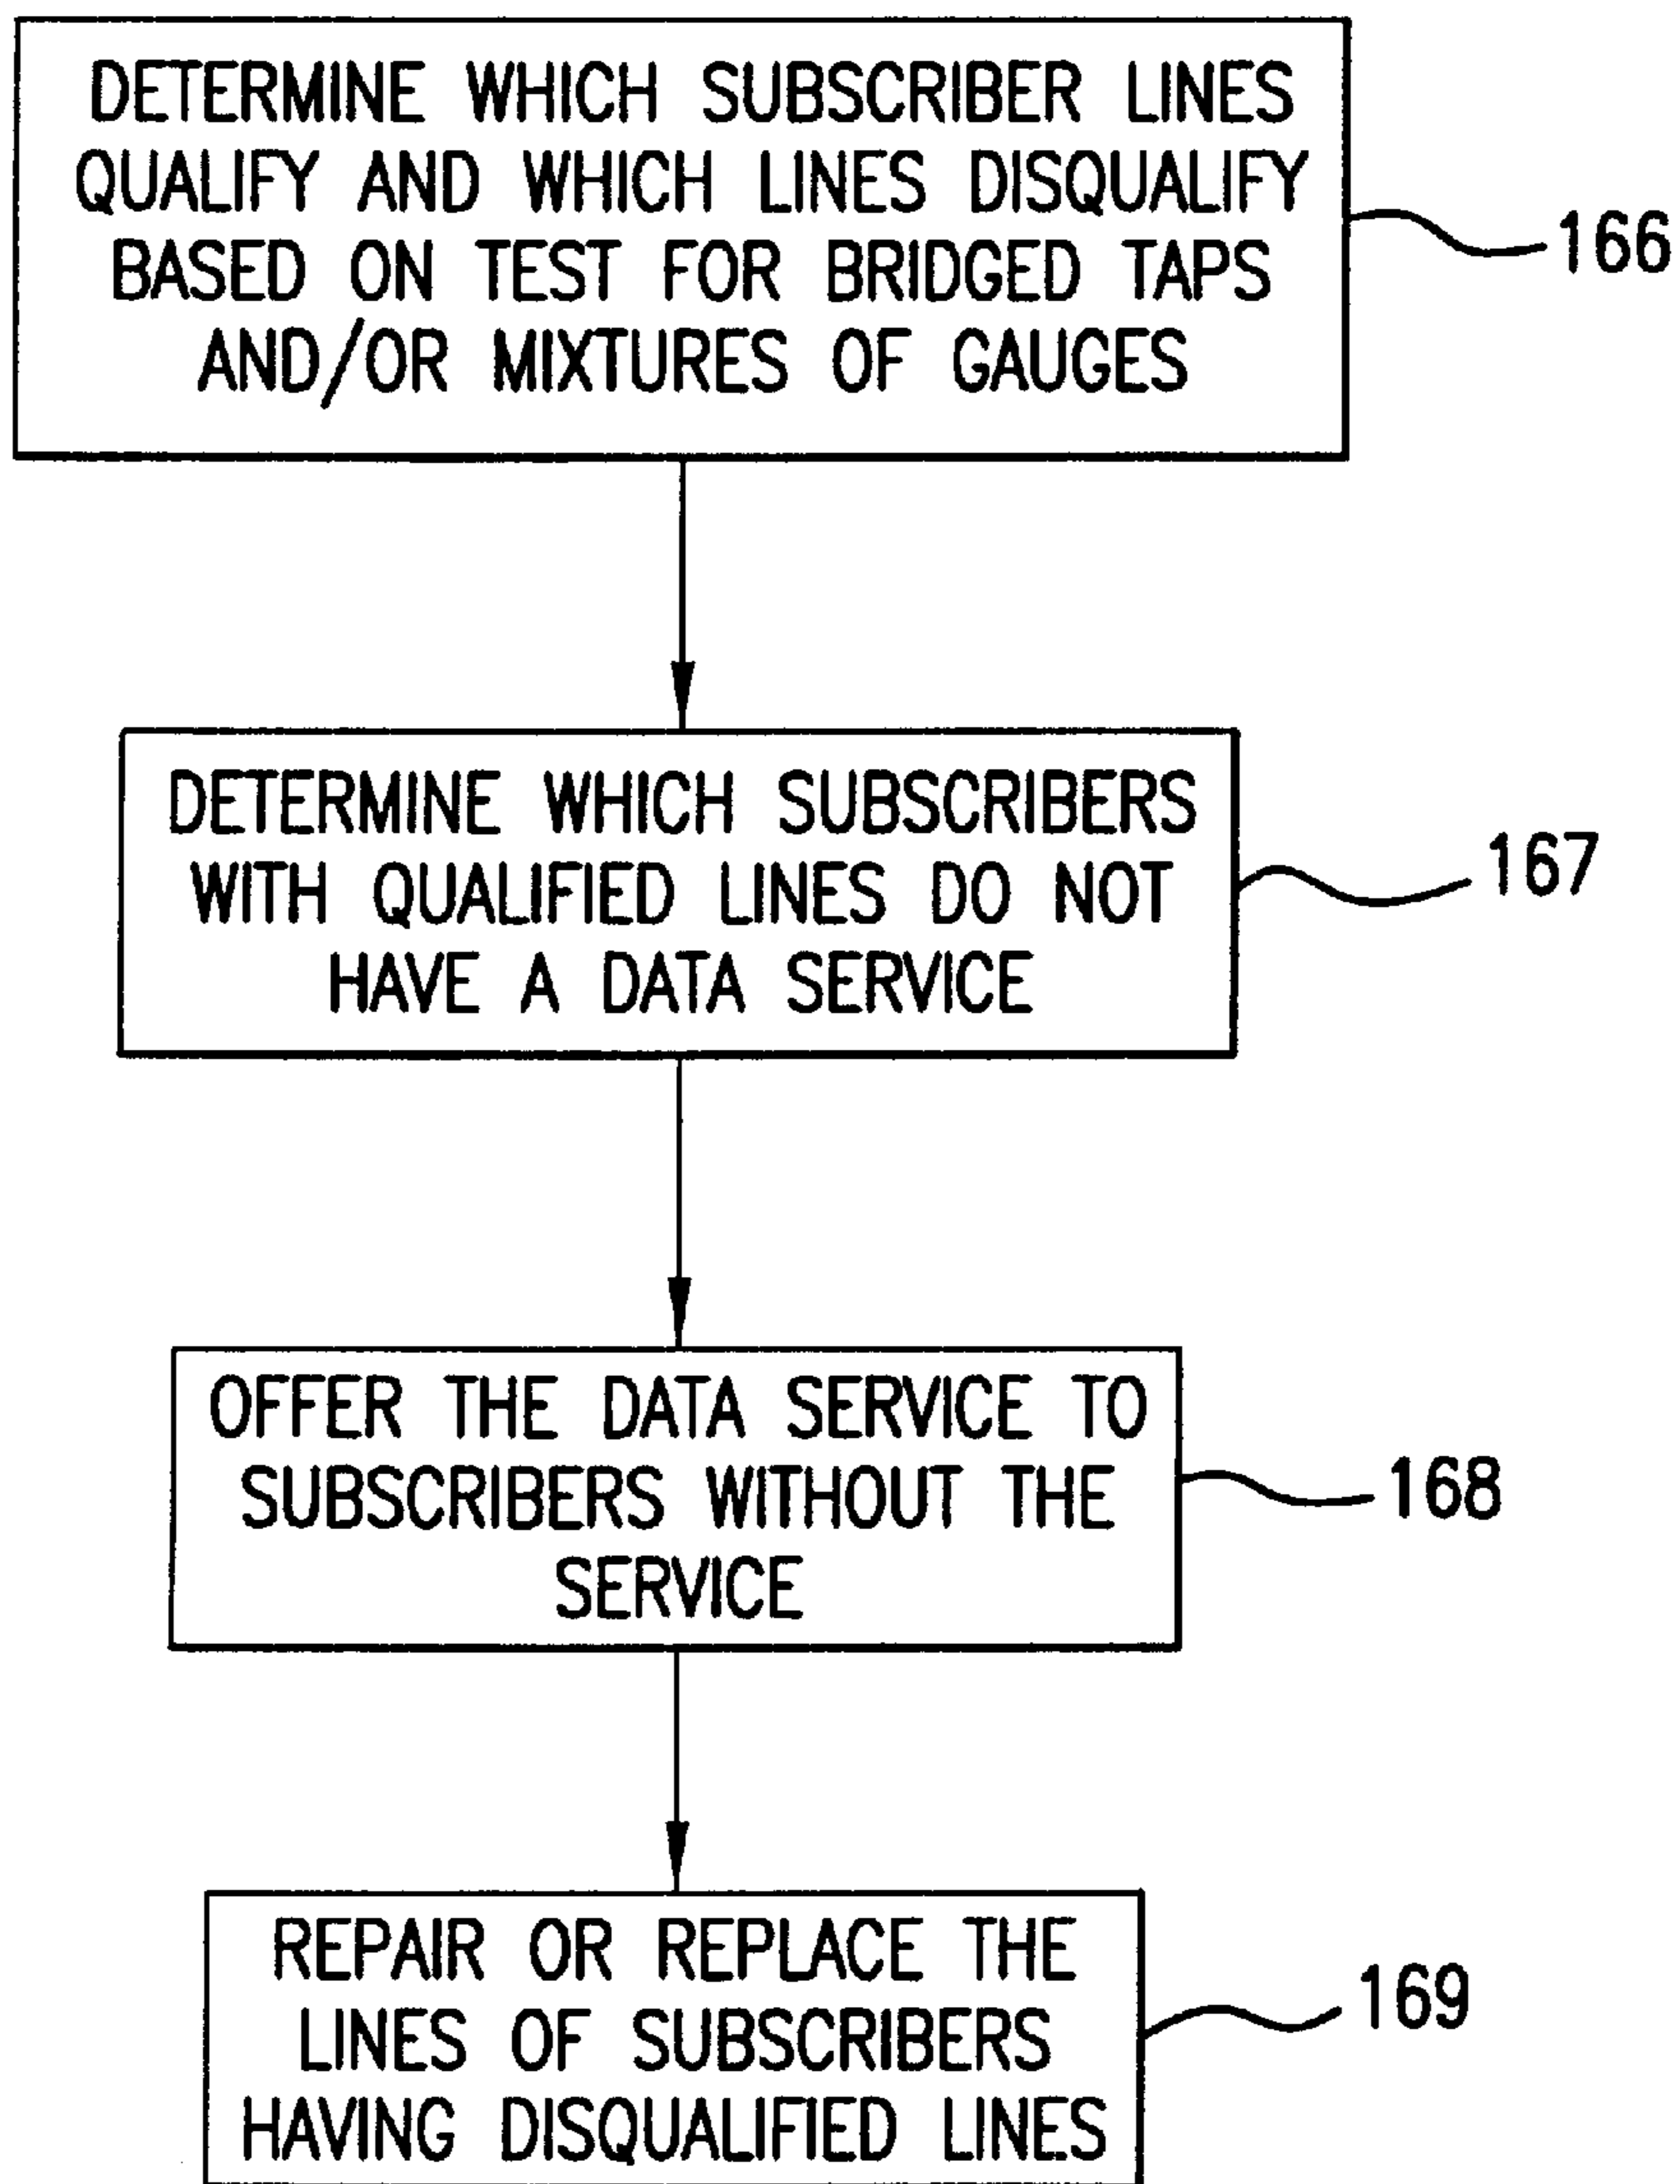 DETERMINE WHICH SUBSCRIBER LINES
QUALIFY AND WHICH LINES DISQUALIFY
BASED ON TEST FOR BRIDGED TAPS
AND/OR MIXTURES OF GAUGES
166
DETERMINE WHICH SUBSCRIBERS
WITH QUALIFIED LINES DO NOT
HAVE A DATA SERVICE
167
OFFER THE DATA SERVICE TO
SUBSCRIBERS WITHOUT THE
SERVICE
168
REPAIR OR REPLACE THE
LINES OF SUBSCRIBERS
HAVING DISQUALIFIED LINES
169